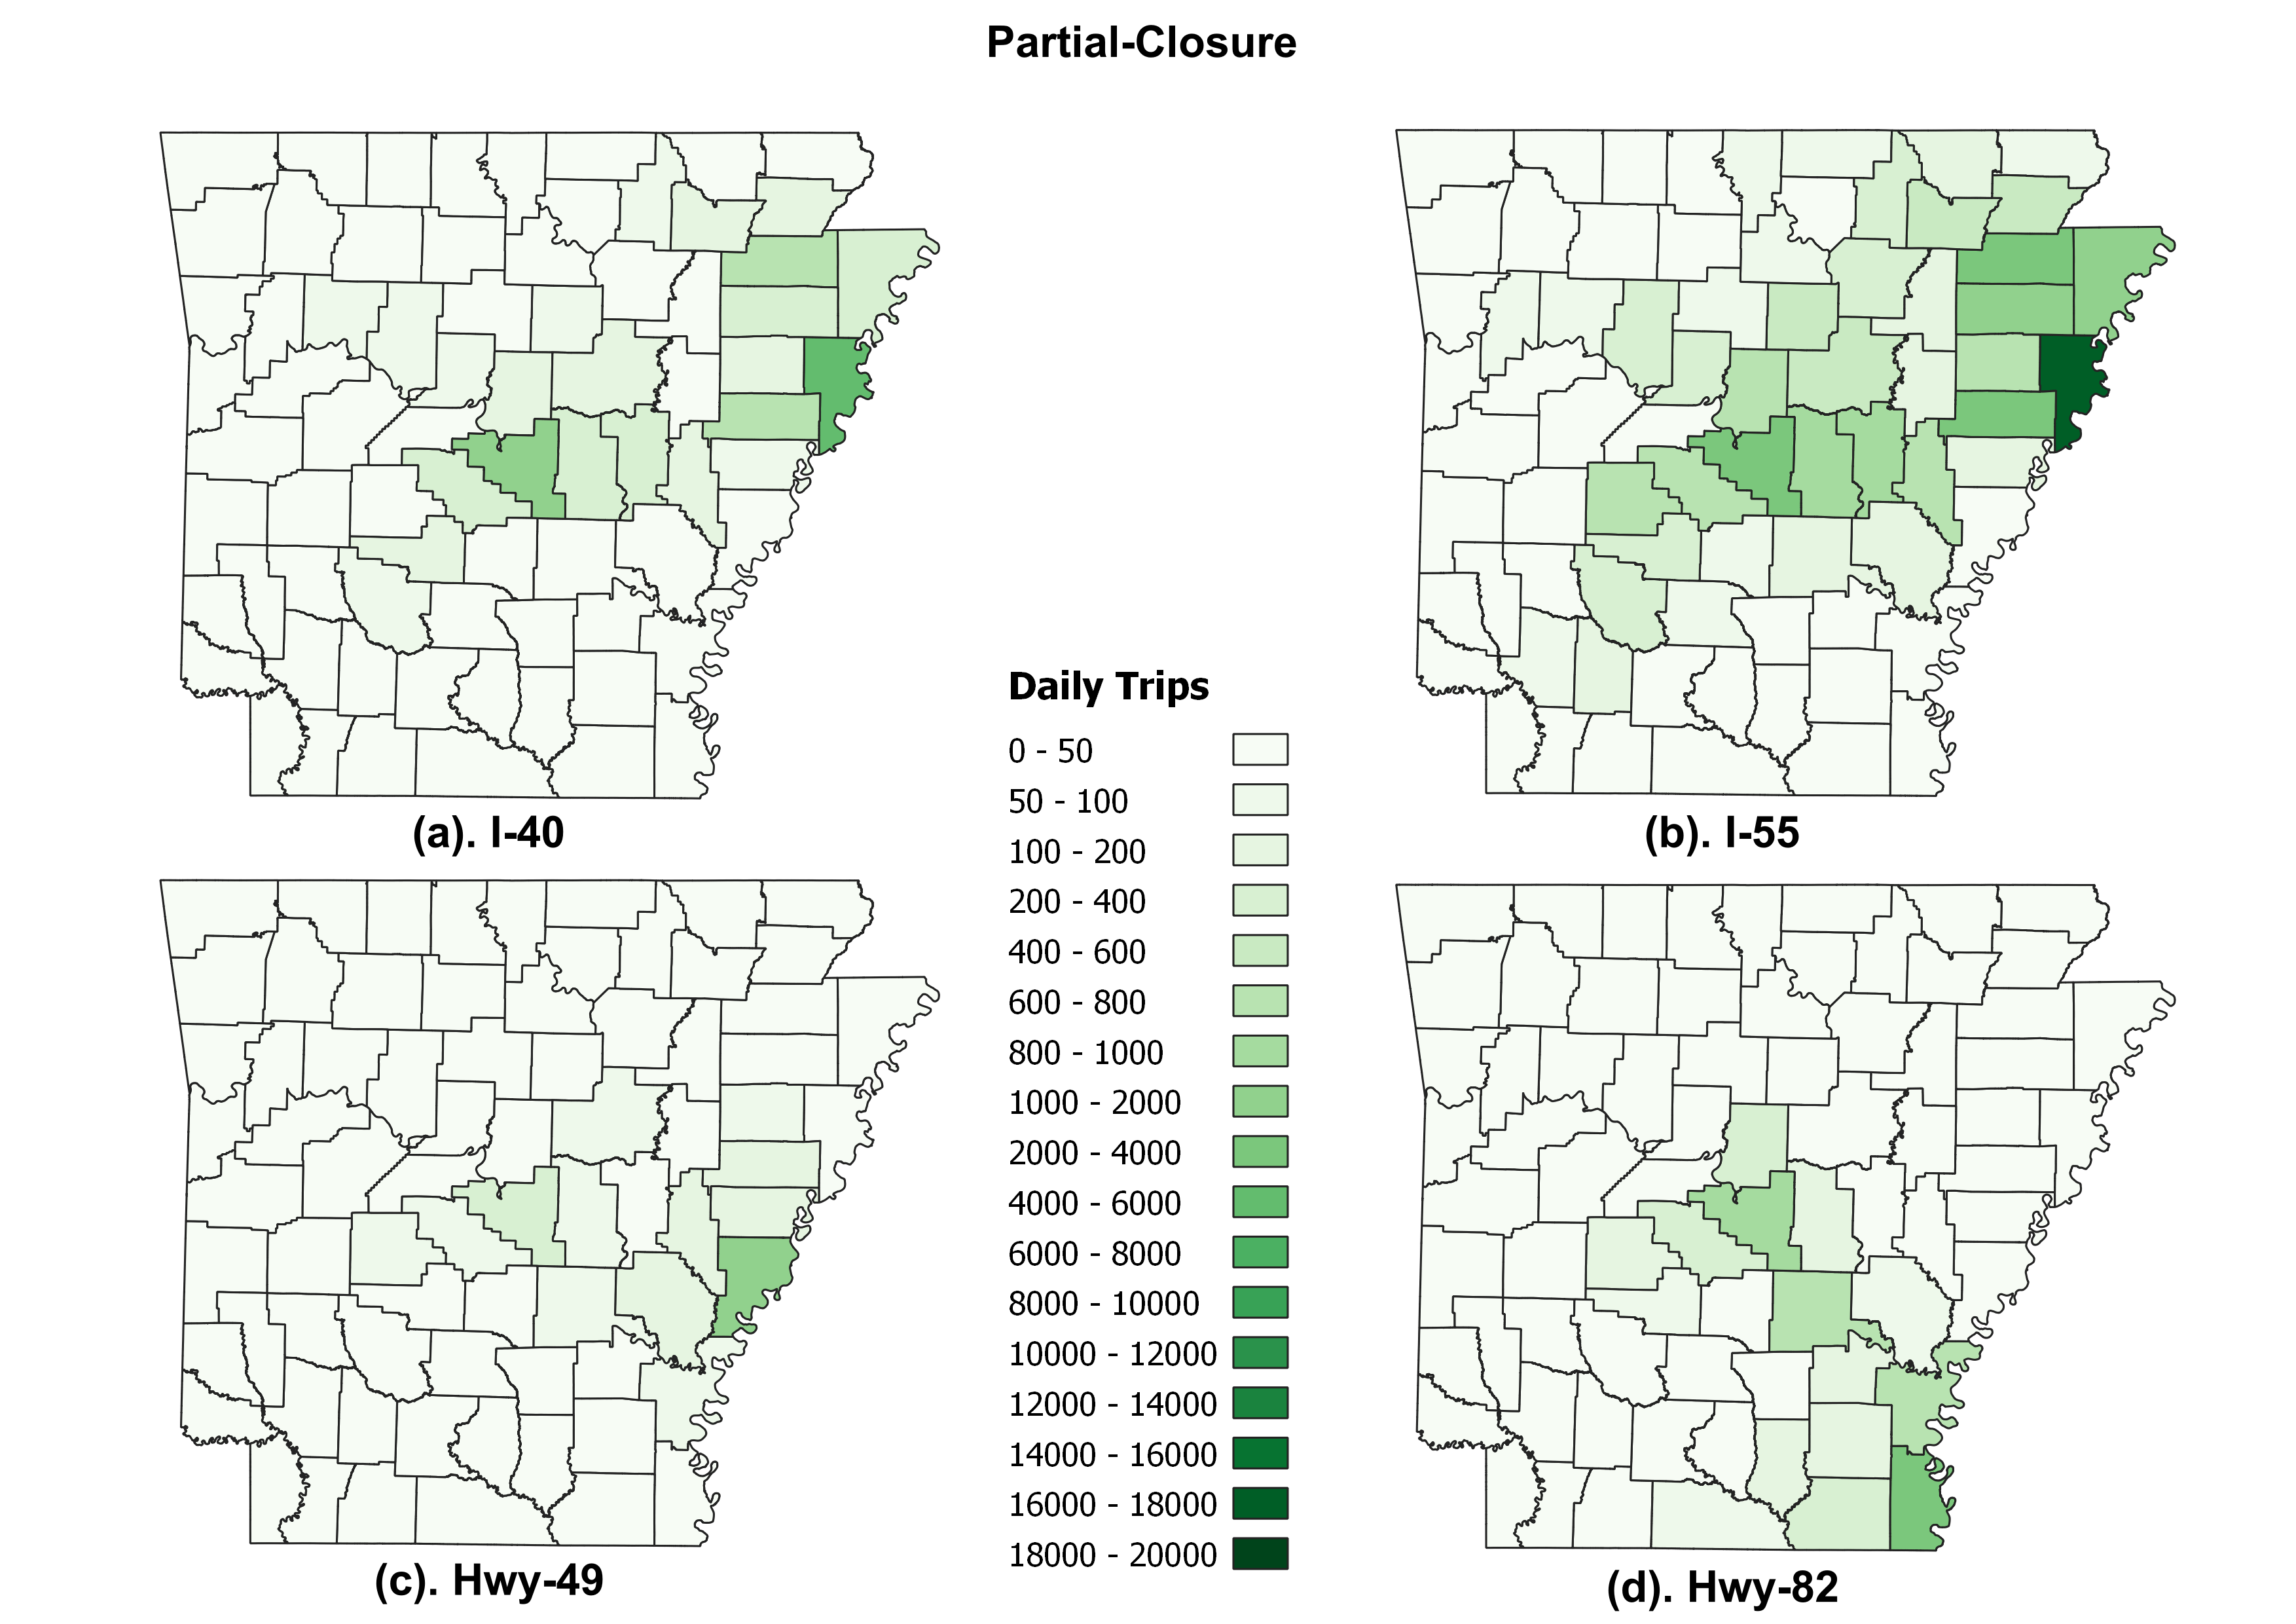 Partial-Closure
(a). I-40
(b). I-55
Daily Trips
0 - 50
50 - 100
100 - 200
200 - 400
400 - 600
600 - 800
800 - 1000
1000 - 2000
2000 - 4000
4000 - 6000
6000 - 8000
8000 - 10000
10000 - 12000
12000 - 14000
14000 - 16000
16000 - 18000
18000 - 20000
(c). Hwy-49
(d). Hwy-82